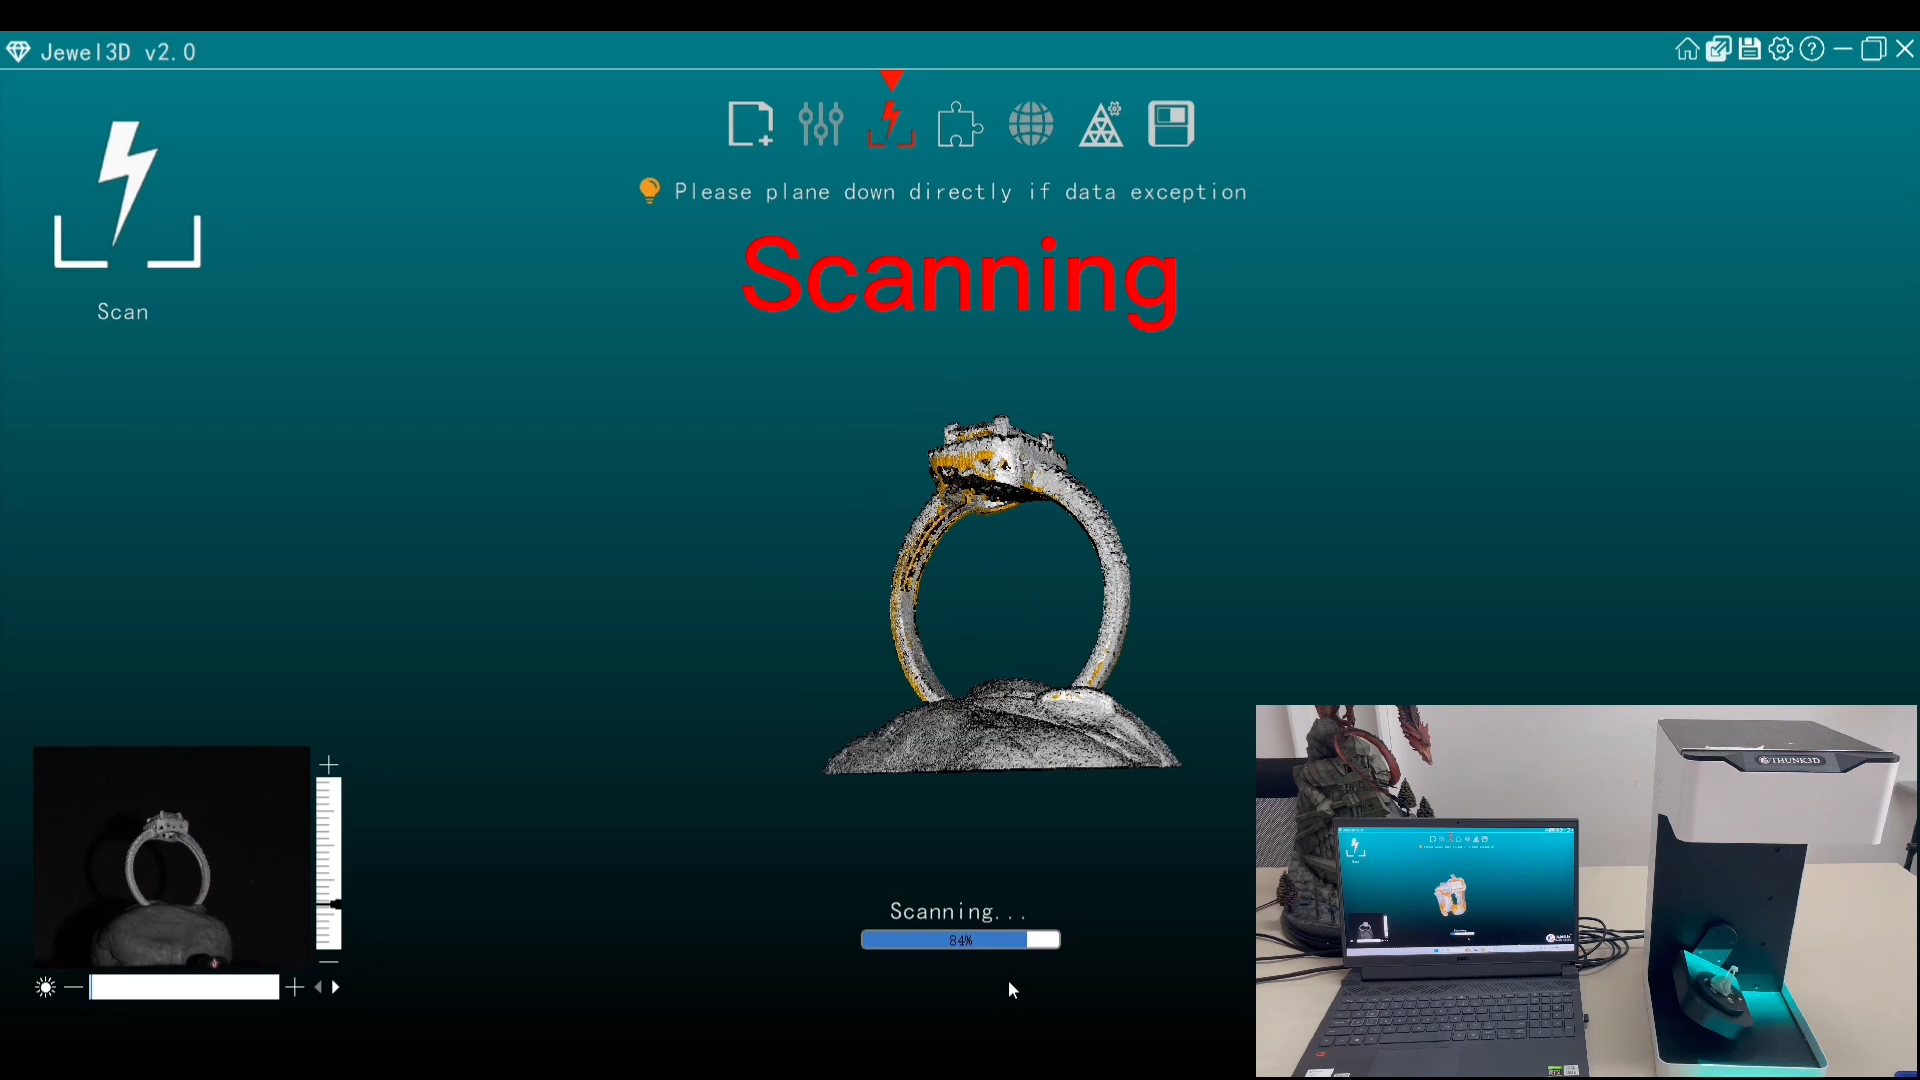 Jewel3D v2.0
Please plane down directly if data exception
Scanning
Scan
Scanning...
84%
THUNK3D